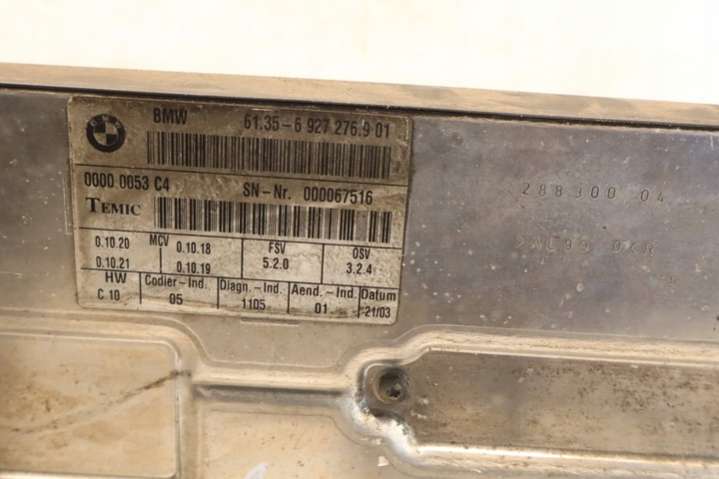 BMW 61.35-6 927 276.9 01
0000 0053 C4 SN-Nr. 000067516
TEMIC
0.10.20 MCV 0.10.18 FSV OSV
0.10.21 0.10.19 5.2.0 3.2.4
HW Codier-Ind. Diagn.-Ind. Aend.-Ind. Datum
C 10 05 1105 01 21/03
288300 04